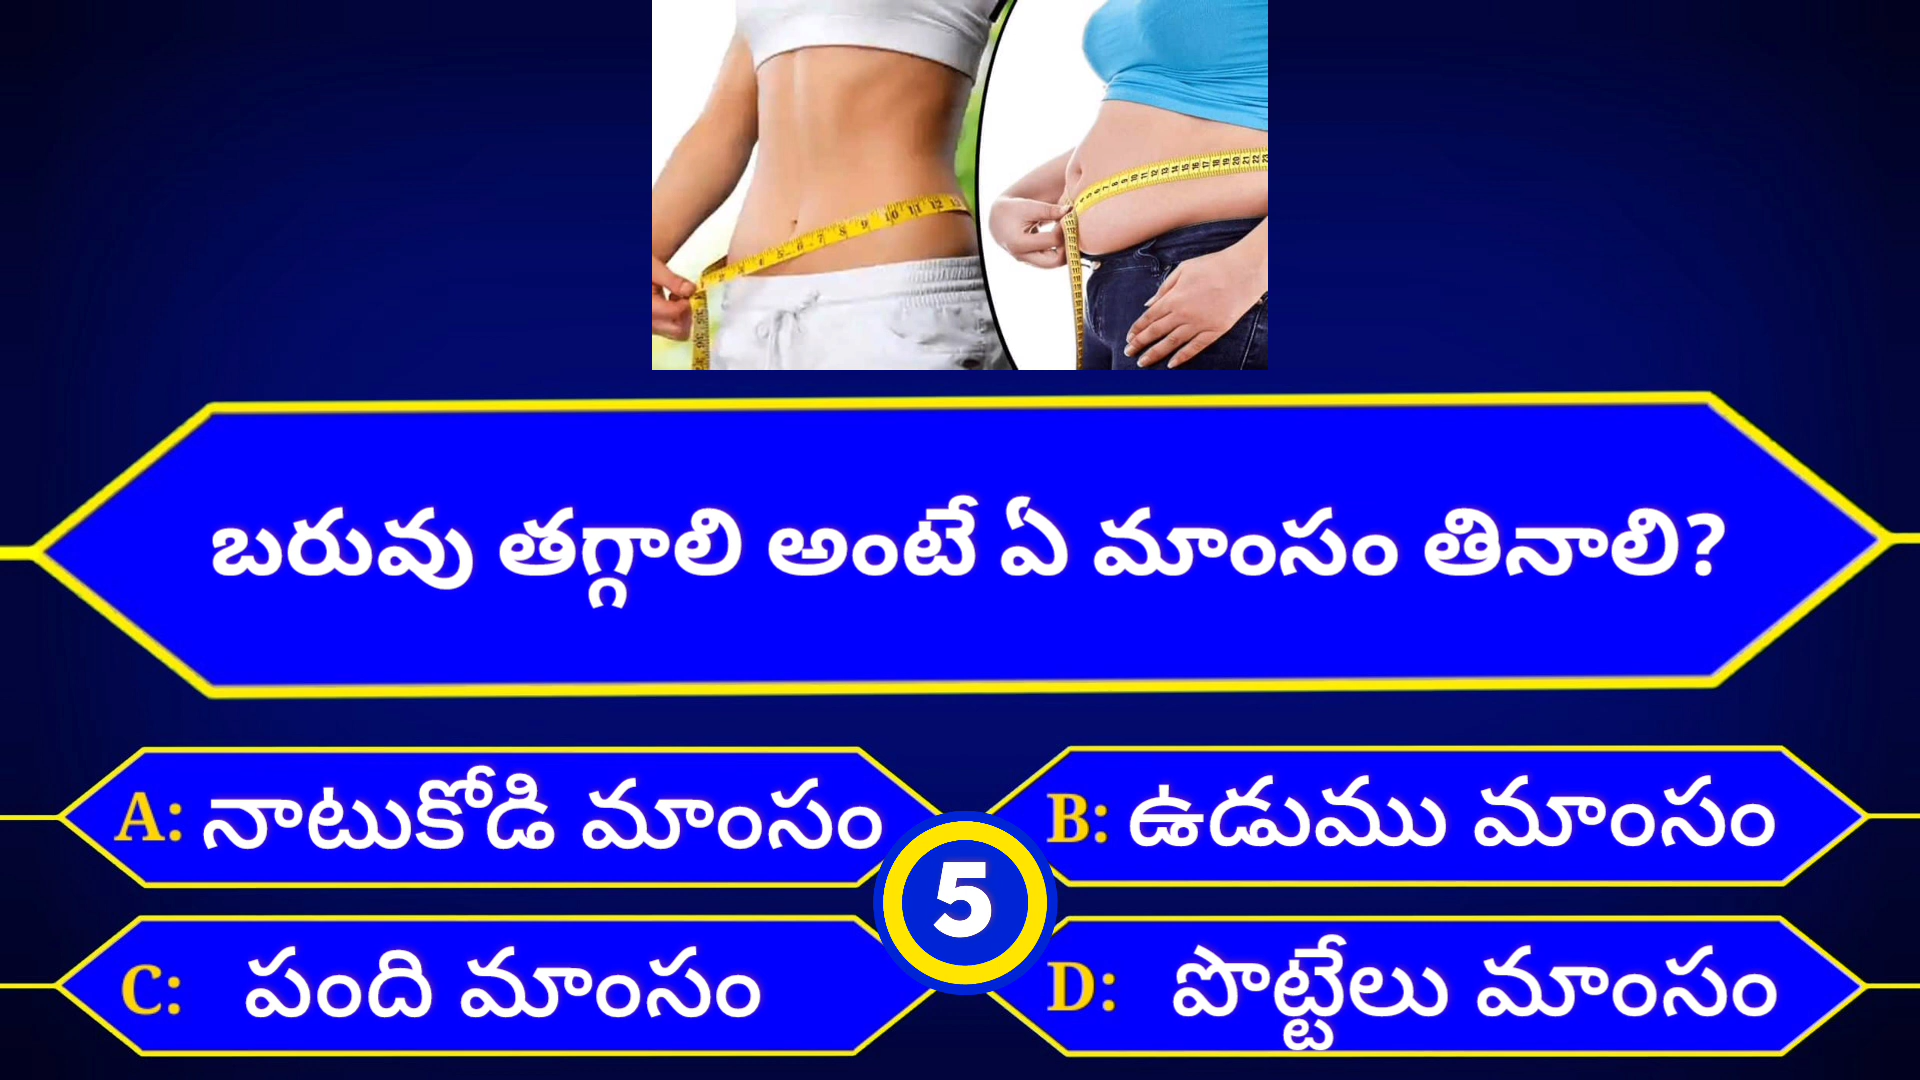 బరువు తగ్గాలి అంటే ఏ మాంసం తినాలి?
A: నాటుకోడి మాంసం
B: ఉడుము మాంసం
5
C: పంది మాంసం
D: పొట్టేలు మాంసం